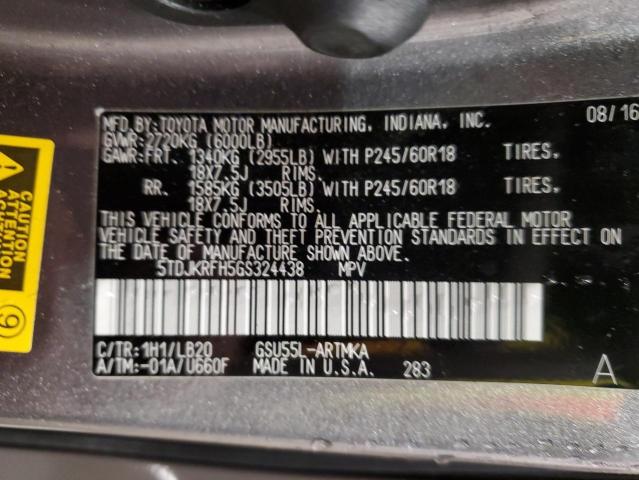 MFD.BY:TOYOTA MOTOR MANUFACTURING, INDIANA, INC. 08/16
GVWR:2720KG (6000LB)
GAWR:FRT. 1340KG (2955LB) WITH P245/60R18 TIRES,
18X7.5J RIMS.
RR. 1585KG (3505LB) WITH P245/60R18 TIRES,
18X7.5J RIMS.
THIS VEHICLE CONFORMS TO ALL APPLICABLE FEDERAL MOTOR
VEHICLE SAFETY AND THEFT PREVENTION STANDARDS IN EFFECT ON
THE DATE OF MANUFACTURE SHOWN ABOVE.
5TDJKRFH5GS324438 MPV
C/TR:1H1/LB20 GSU55L-ARTMKA
A/TM:-01A/U660F MADE IN U.S.A. 283 A
CAUTION
ATTENTION
9